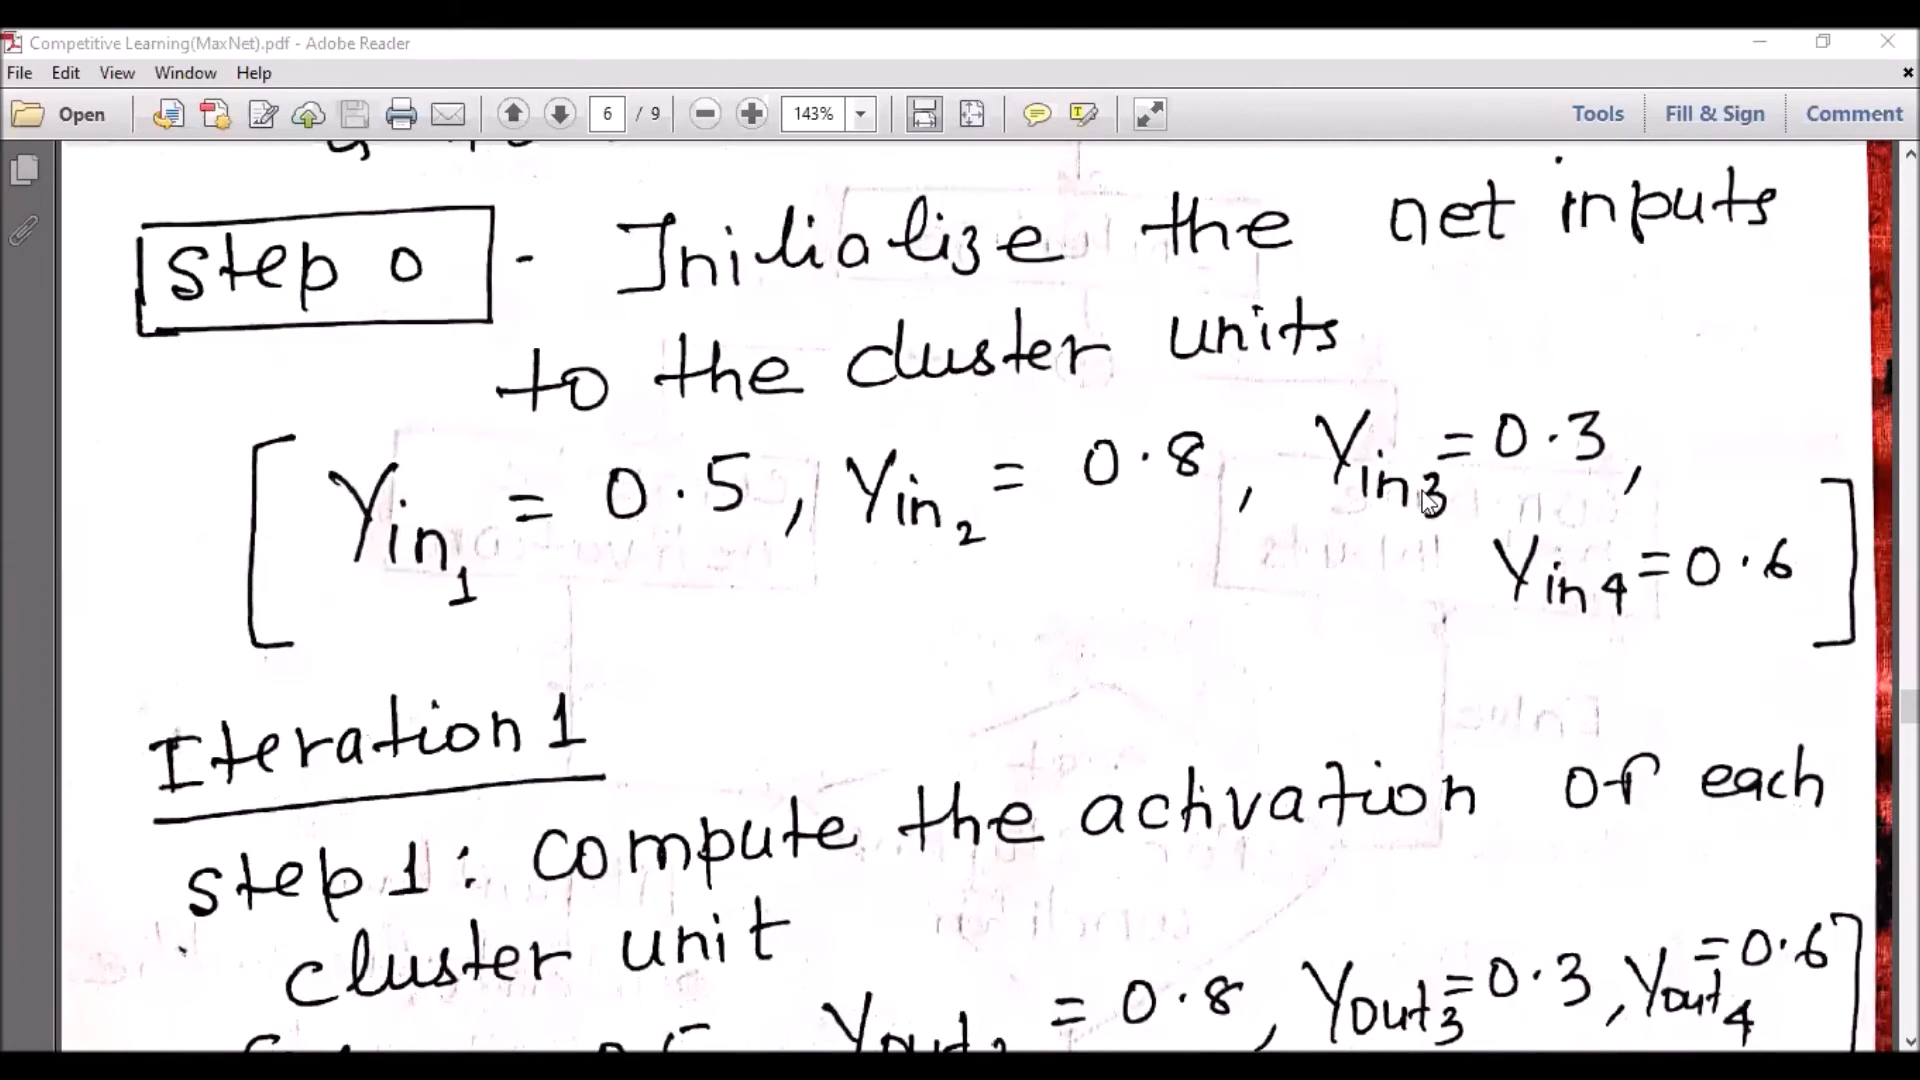 Competitive Learning(MaxNet).pdf - Adobe Reader
File Edit View Window Help
Open 6 / 9 143% Tools Fill & Sign Comment
Step 0 - Initialize the net inputs
to the cluster units
[ Yin1 = 0.5, Yin2 = 0.8, Yin3 = 0.3,
Yin4 = 0.6 ]
Iteration 1
step 1: compute the activation of each
cluster unit
= 0.8, Yout3 = 0.3, Yout4 = 0.6 ]